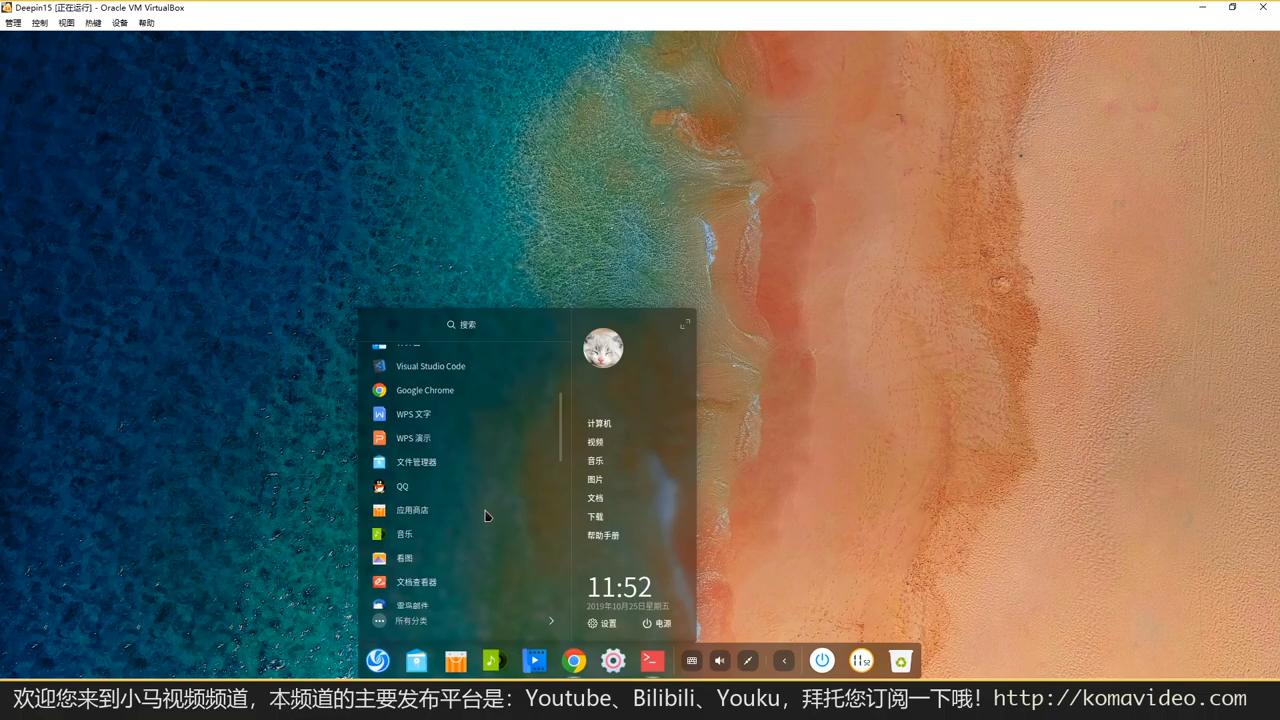 Deepin15 [正在运行] - Oracle VM VirtualBox
管理 控制 视图 热键 设备 帮助
搜索
Visual Studio Code
Google Chrome
WPS 文字
WPS 演示
文件管理器
QQ
应用商店
音乐
看图
文档查看器
雷鸟邮件
所有分类
计算机
视频
音乐
图片
文档
下载
帮助手册
11:52
2019年10月25日星期五
设置 电源
欢迎您来到小马视频频道，本频道的主要发布平台是：Youtube、Bilibili、Youku，拜托您订阅一下哦！http://komavideo.com